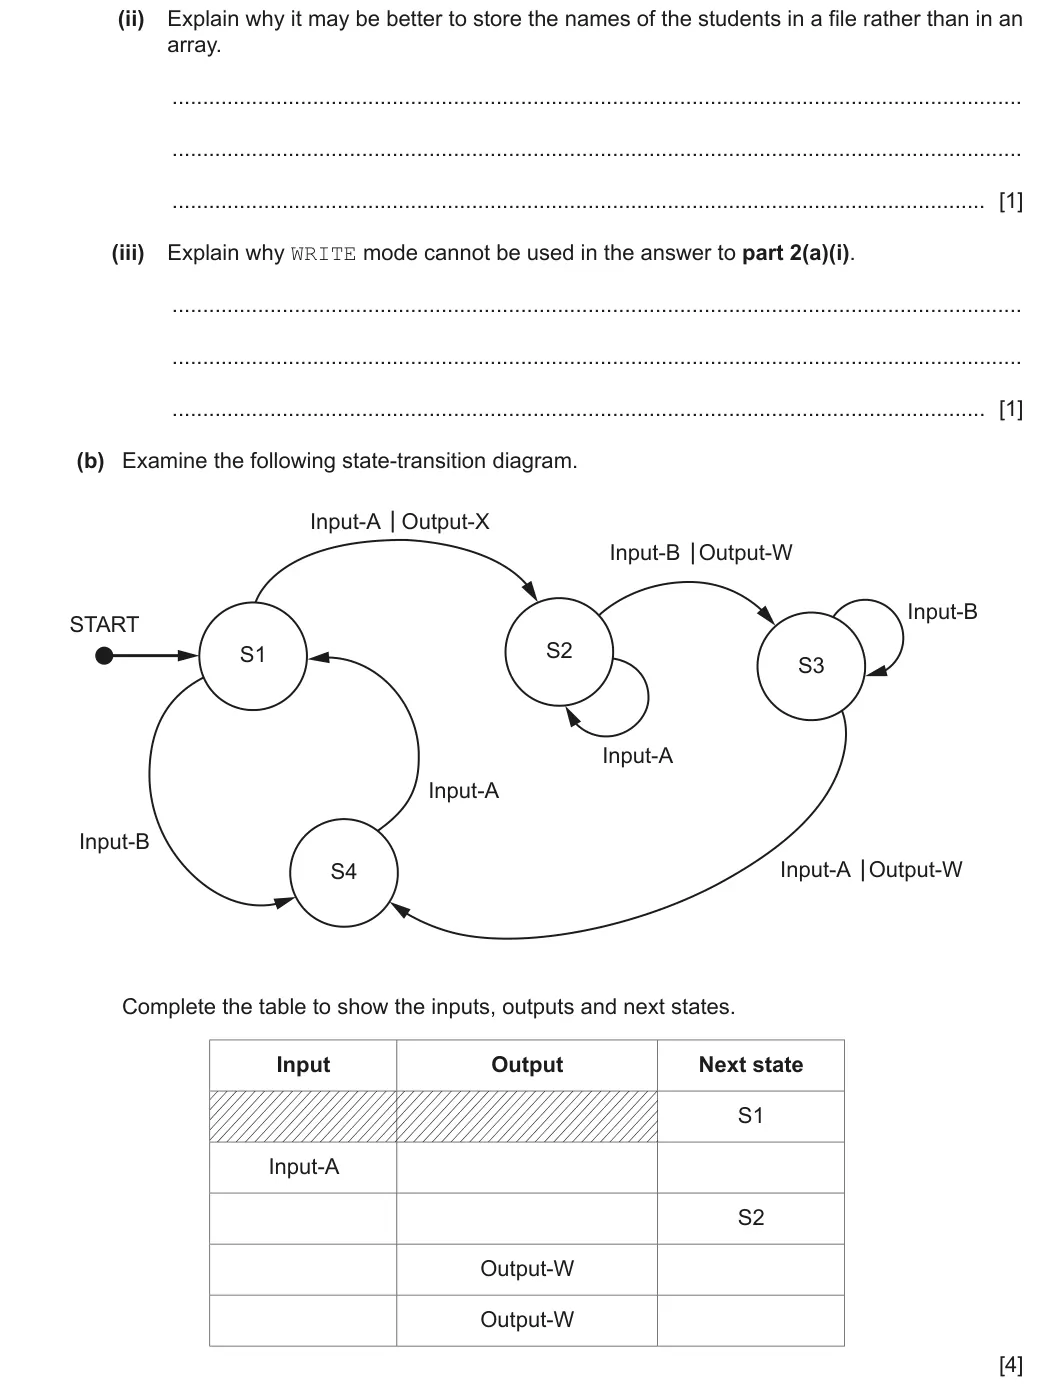 (ii) Explain why it may be better to store the names of the students in a file rather than in an
array.
[1]
(iii) Explain why WRITE mode cannot be used in the answer to part 2(a)(i).
[1]
(b) Examine the following state-transition diagram.
Input-A | Output-X
Input-B | Output-W
START
S1
S2
S3
Input-B
Input-A
Input-A
Input-B
S4
Input-A | Output-W
Complete the table to show the inputs, outputs and next states.
Input Output Next state
S1
Input-A
S2
Output-W
Output-W
[4]